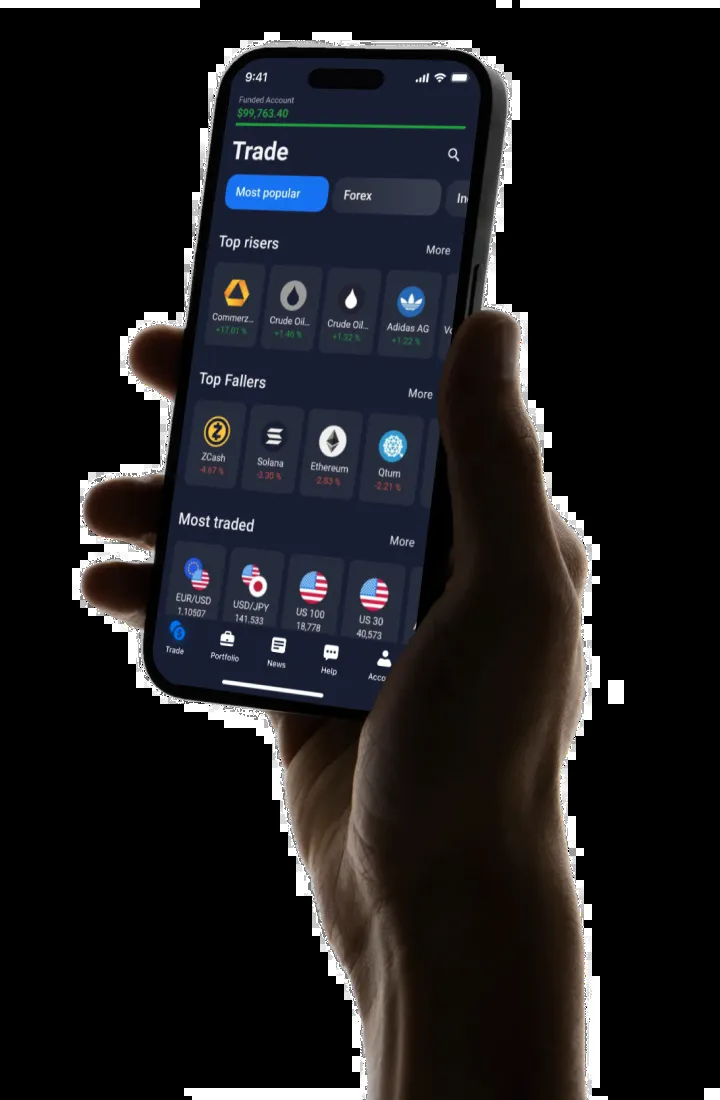 9:41
Funded Account
$99,763.40
Trade
Most popular
Forex
In
Top risers
More
Commerz...
Crude Oil...
Crude Oil...
Adidas AG
+17.01 %
+1.46 %
+1.32 %
+1.22 %
Top Fallers
More
ZCash
Solana
Ethereum
Qtum
-4.67 %
-3.30 %
-2.83 %
-2.21 %
Most traded
More
EUR/USD
USD/JPY
US 100
US 30
1.10507
141.533
18,778
40,573
Trade
Portfolio
News
Help
Acco